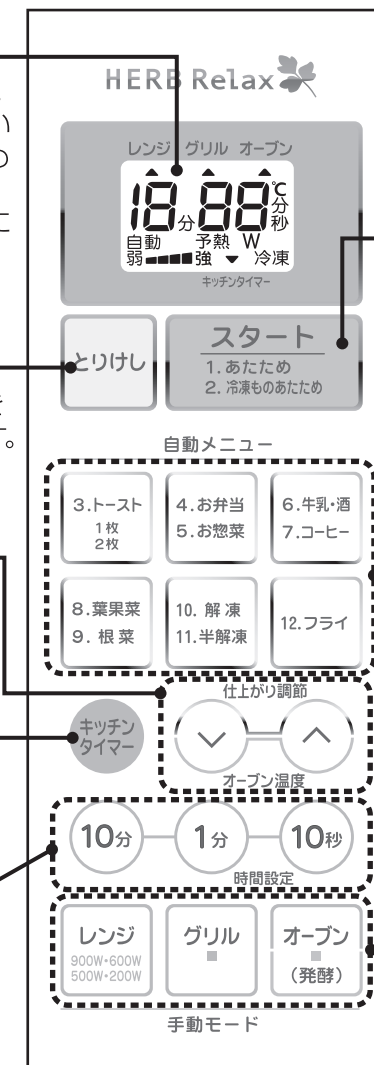 HERB Relax
レンジ グリル オーブン
18分88℃分秒
自動 予熱 W
弱 強 冷凍
キッチンタイマー
とりけし
スタート
1.あたため
2.冷凍ものあたため
自動メニュー
3.トースト
1枚
2枚
4.お弁当
5.お惣菜
6.牛乳・酒
7.コーヒー
8.葉果菜
9.根菜
10.解凍
11.半解凍
12.フライ
仕上がり調節
オーブン温度
キッチン
タイマー
10分
1分
10秒
時間設定
レンジ
900W・600W
500W・200W
グリル
オーブン
(発酵)
手動モード